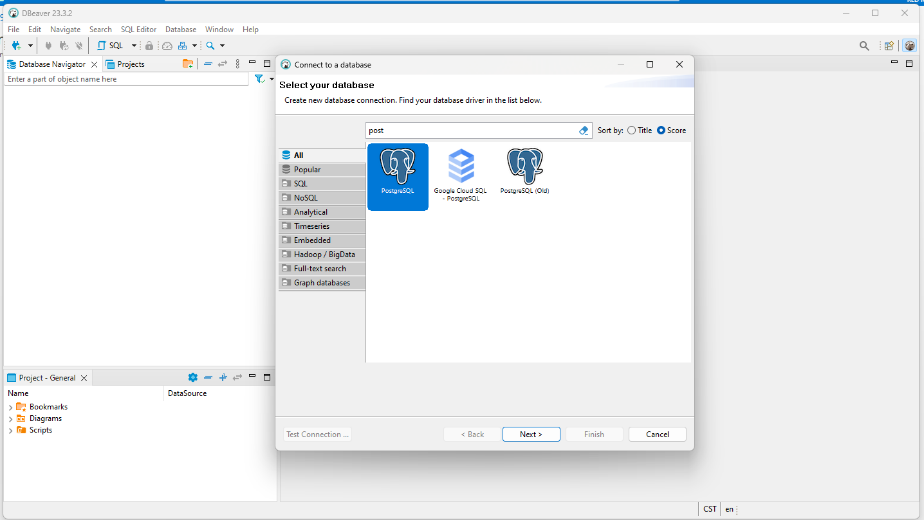 DBeaver 23.3.2
File Edit Navigate Search SQL Editor Database Window Help
SQL
Database Navigator Projects
Enter a part of object name here
Connect to a database
Select your database
Create new database connection. Find your database driver in the list below.
post
Sort by: Title Score
All
Popular
SQL
NoSQL
Analytical
Timeseries
Embedded
Hadoop / BigData
Full-text search
Graph databases
PostgreSQL
Google Cloud SQL
- PostgreSQL
PostgreSQL (Old)
Project - General
Name DataSource
Bookmarks
Diagrams
Scripts
Test Connection ... < Back Next > Finish Cancel
CST en